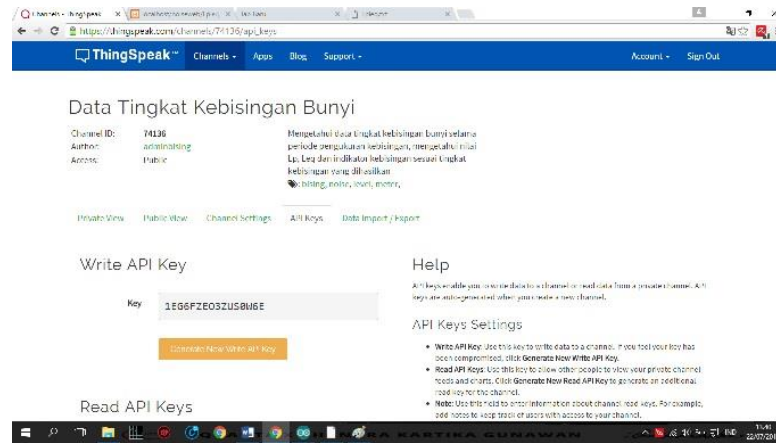 Channels - ThingSpeak
https://thingspeak.com/channels/74136/api_keys
ThingSpeak™ Channels Apps Blog Support Account Sign Out
Data Tingkat Kebisingan Bunyi
Channel ID: 74136
Author:
Access: Public
Mengetahui data tingkat kebisingan bunyi selama
periode pengukuran kebisingan, mengetahui nilai
Lp, Leq dan indikator kebisingan sesuai tingkat
kebisingan yang dihasilkan
bising, noise, level, meter,
Private View Public View Channel Settings API Keys Data Import / Export
Write API Key
Key 1EG6FZEO3ZUS0W6E
Generate New Write API Key
Read API Keys
Help
API keys enable you to write data to a channel or read data from a private channel. API
keys are auto-generated when you create a new channel.
API Keys Settings
Write API Key: Use this key to write data to a channel. If you feel your key has
been compromised, click Generate New Write API Key.
Read API Keys: Use this key to allow other people to view your private channel
feeds and charts. Click Generate New Read API Key to generate an additional
read key for the channel.
Note: Use this field to enter information about channel read keys. For example,
add notes to keep track of users with access to your channel.
KARTIKA GUNAWAN
IND